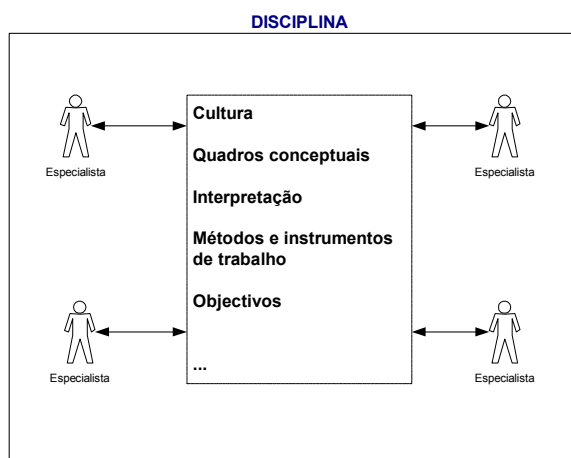 DISCIPLINA
Cultura
Quadros conceptuais
Interpretação
Métodos e instrumentos
de trabalho
Objectivos
...
Especialista
Especialista
Especialista
Especialista